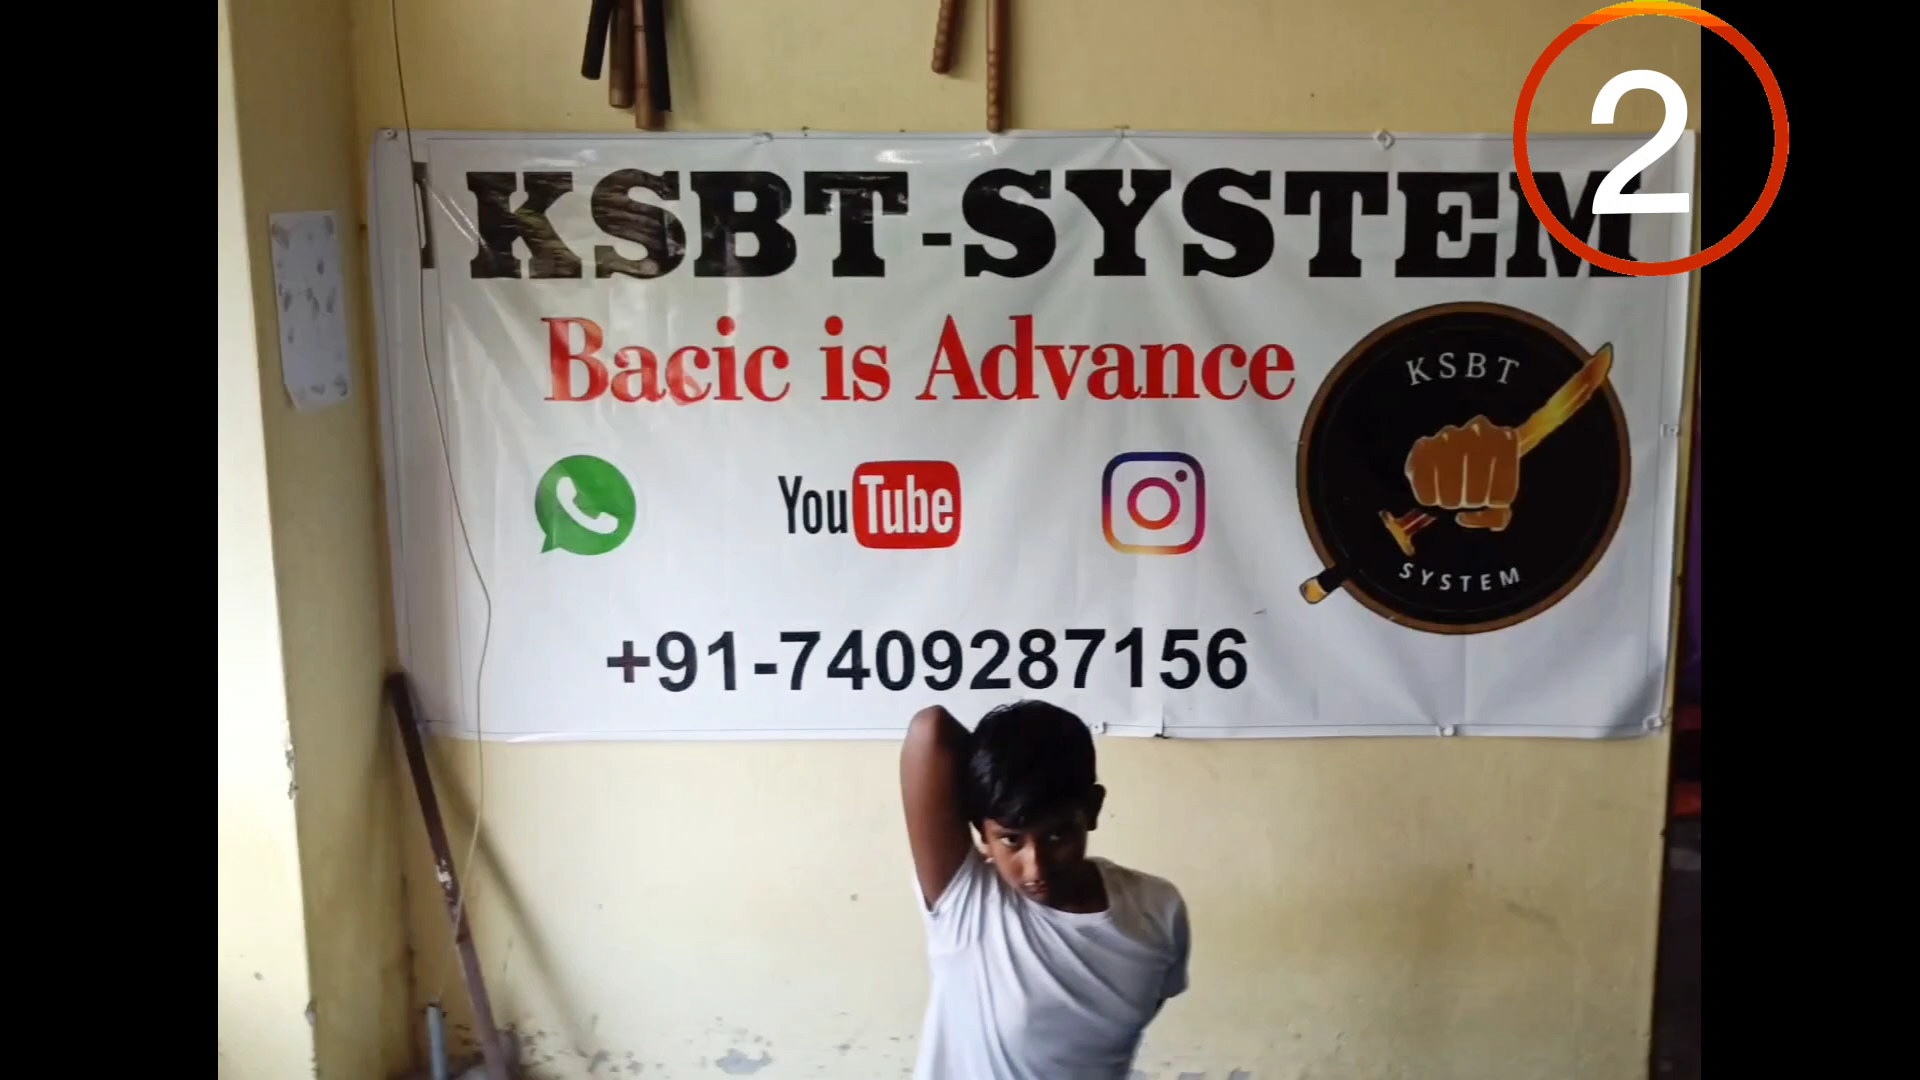 2
KSBT-SYSTEM
Bacic is Advance
KSBT
YouTube
SYSTEM
+91-7409287156